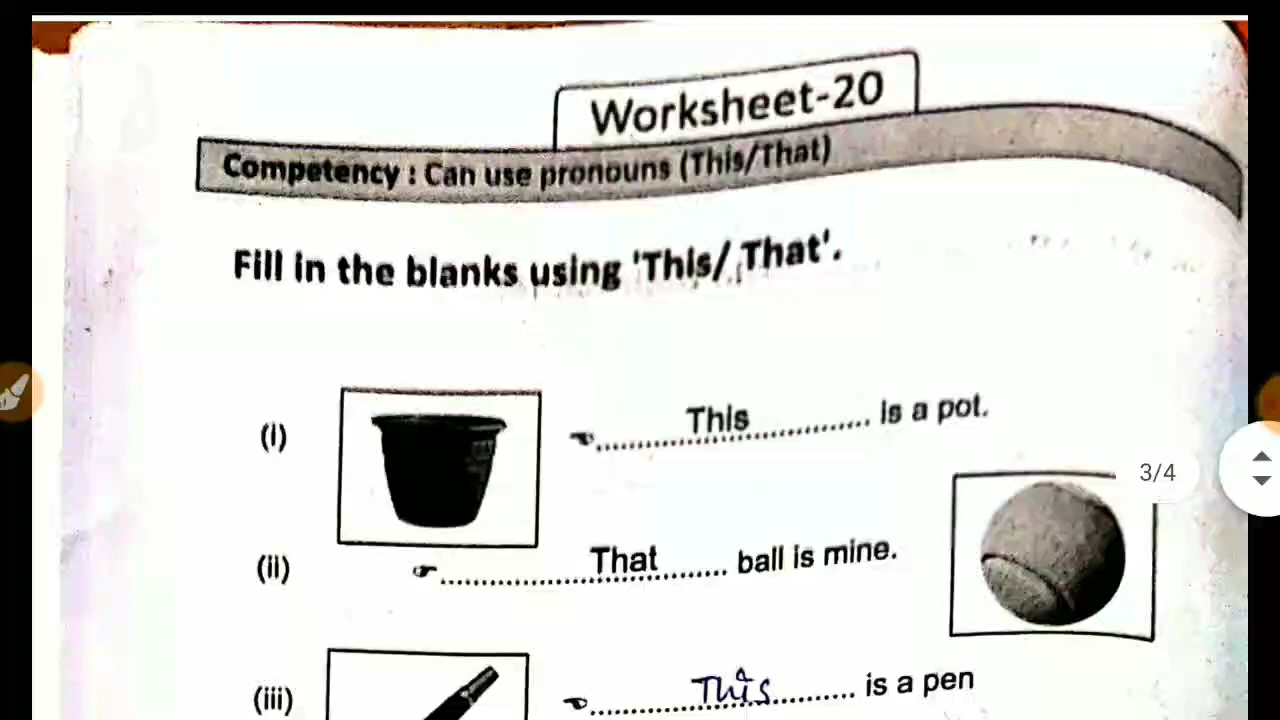 Worksheet-20
Competency : Can use pronouns (This/That)
Fill in the blanks using 'This/ That'.
(i) This is a pot.
3/4
(ii) That ball is mine.
(iii) This is a pen